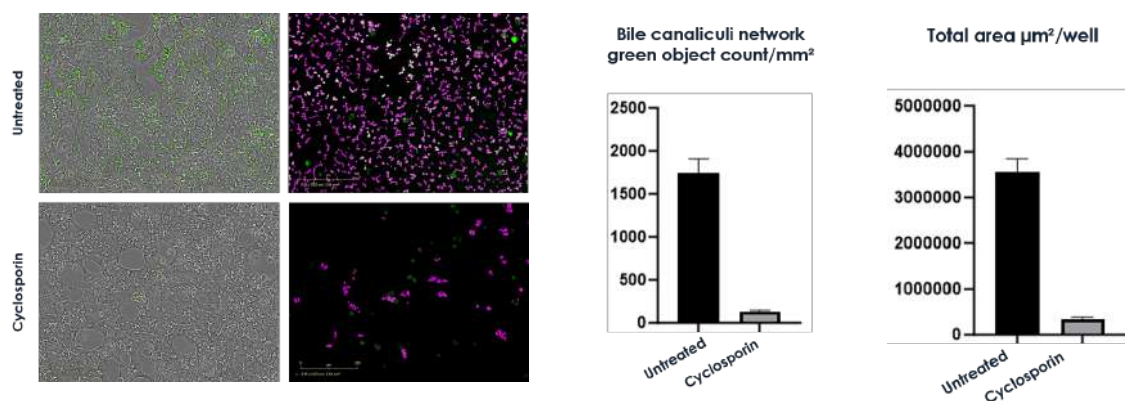 Untreated
Cyclosporin
Bile canaliculi network
green object count/mm²
2500
2000
1500
1000
500
0
Untreated
Cyclosporin
Total area µm²/well
5000000
4000000
3000000
2000000
1000000
0
Untreated
Cyclosporin